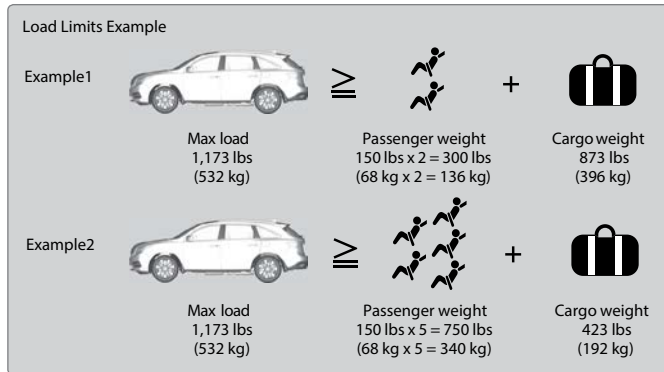 Load Limits Example
Example1
≧ +
Max load
1,173 lbs
(532 kg)
Passenger weight
150 lbs x 2 = 300 lbs
(68 kg x 2 = 136 kg)
Cargo weight
873 lbs
(396 kg)
Example2
≧ +
Max load
1,173 lbs
(532 kg)
Passenger weight
150 lbs x 5 = 750 lbs
(68 kg x 5 = 340 kg)
Cargo weight
423 lbs
(192 kg)